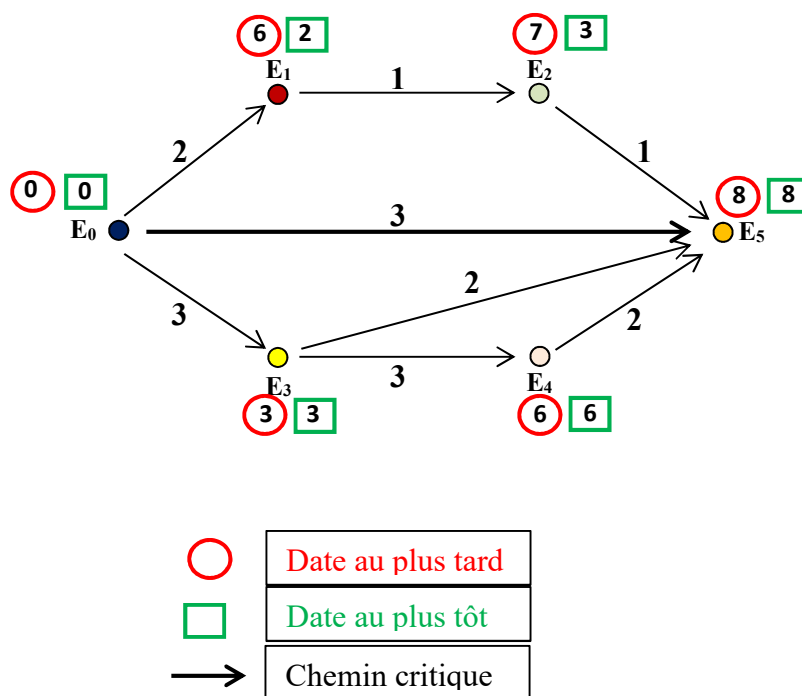 6 2
7 3
E1
E2
1
2
1
0 0
8 8
E0
3
E5
3
2
2
3
E3
E4
3 3
6 6
Date au plus tard
Date au plus tôt
Chemin critique